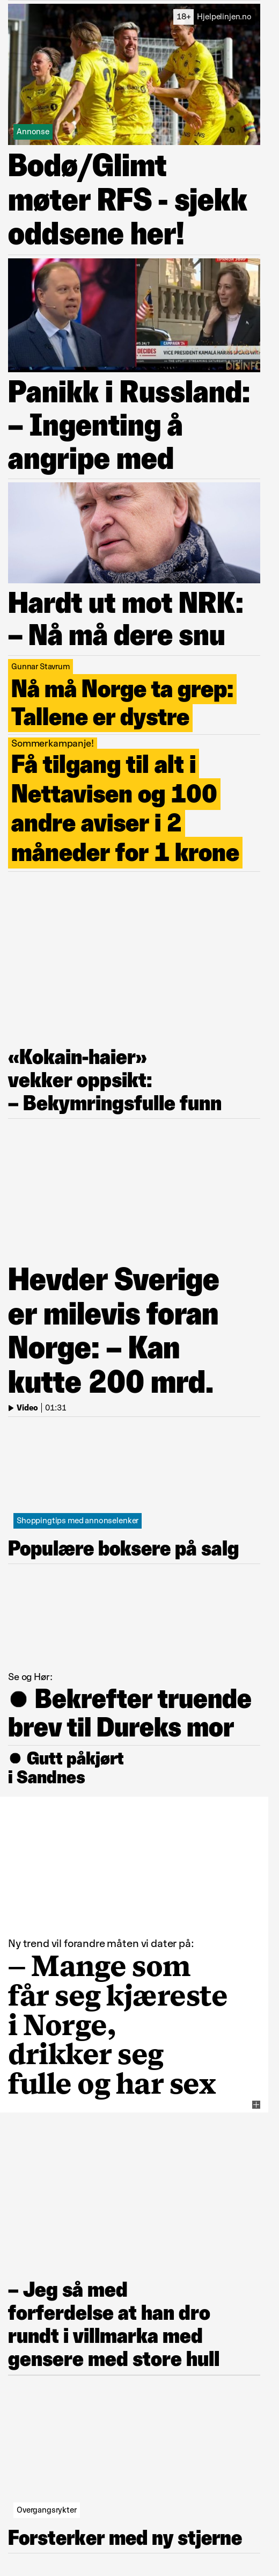 18+ Hjelpelinjen.no
Annonse
Bodø/Glimt
møter RFS - sjekk
oddsene her!
DECIDES
CAMPAIGN '24
VICE PRESIDENT KAMALA HARRIS
Panikk i Russland:
– Ingenting å
angripe med
Hardt ut mot NRK:
– Nå må dere snu
Gunnar Stavrum
Nå må Norge ta grep:
Tallene er dystre
Sommerkampanje!
Få tilgang til alt i
Nettavisen og 100
andre aviser i 2
måneder for 1 krone
«Kokain-haier»
vekker oppsikt:
– Bekymringsfulle funn
Hevder Sverige
er milevis foran
Norge: – Kan
kutte 200 mrd.
Video | 01:31
Shoppingtips med annonselenker
Populære boksere på salg
Se og Hør:
● Bekrefter truende
brev til Dureks mor
● Gutt påkjørt
i Sandnes
Ny trend vil forandre måten vi dater på:
– Mange som
får seg kjæreste
i Norge,
drikker seg
fulle og har sex
– Jeg så med
forferdelse at han dro
rundt i villmarka med
gensere med store hull
Overgangsrykter
Forsterker med ny stjerne